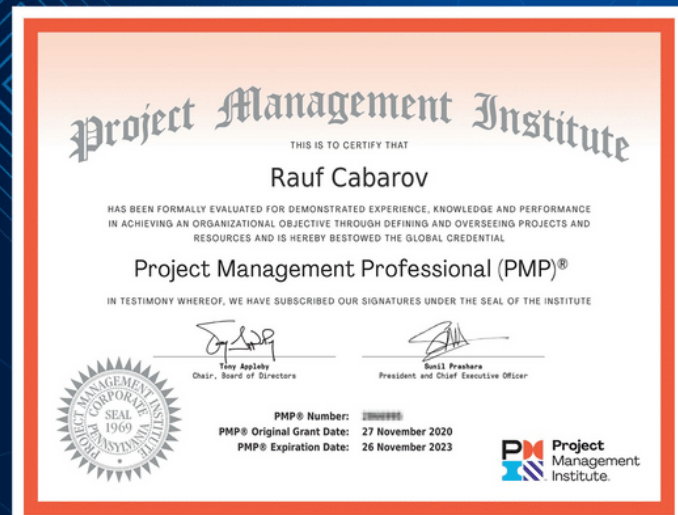 Project Management Institute
THIS IS TO CERTIFY THAT
Rauf Cabarov
HAS BEEN FORMALLY EVALUATED FOR DEMONSTRATED EXPERIENCE, KNOWLEDGE AND PERFORMANCE
IN ACHIEVING AN ORGANIZATIONAL OBJECTIVE THROUGH DEFINING AND OVERSEEING PROJECTS AND
RESOURCES AND IS HEREBY BESTOWED THE GLOBAL CREDENTIAL
Project Management Professional (PMP)®
IN TESTIMONY WHEREOF, WE HAVE SUBSCRIBED OUR SIGNATURES UNDER THE SEAL OF THE INSTITUTE
Tony Appleby
Chair, Board of Directors
Sunil Prashara
President and Chief Executive Officer
PROJECT MANAGEMENT INSTITUTE
PENNSYLVANIA
CORPORATE
SEAL
1969
PMP® Number:
PMP® Original Grant Date: 27 November 2020
PMP® Expiration Date: 26 November 2023
PM
Project
Management
Institute.